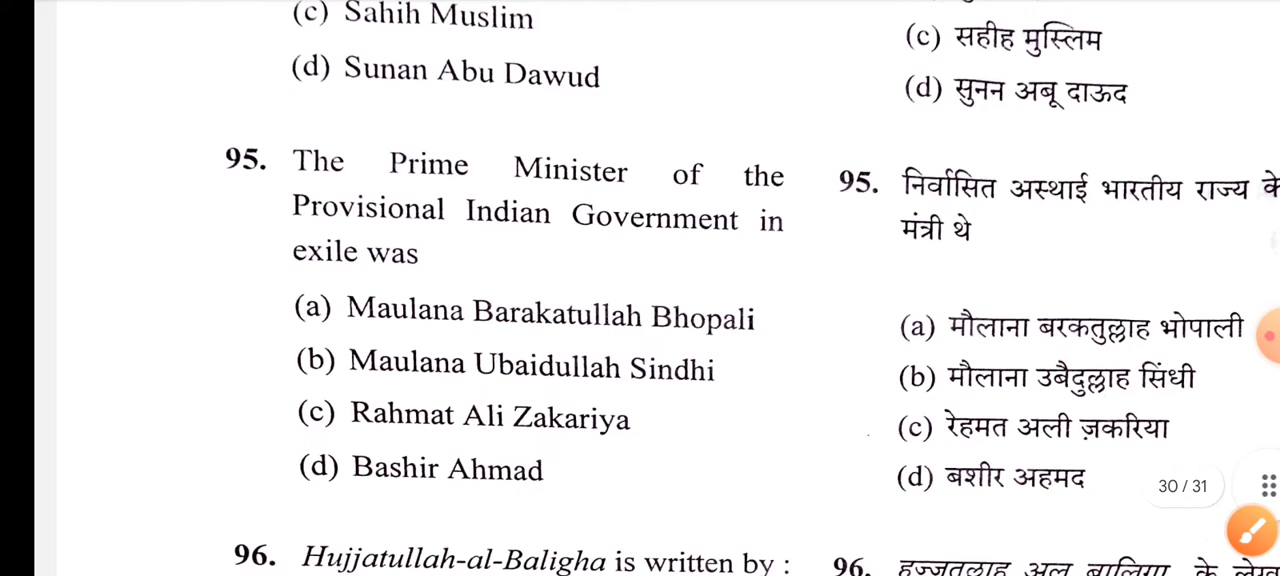 (c) Sahih Muslim
(d) Sunan Abu Dawud
95. The Prime Minister of the
Provisional Indian Government in
exile was
(a) Maulana Barakatullah Bhopali
(b) Maulana Ubaidullah Sindhi
(c) Rahmat Ali Zakariya
(d) Bashir Ahmad
96. Hujjatullah-al-Baligha is written by :
(c) सहीह मुस्लिम
(d) सुनन अबू दाऊद
95. निर्वासित अस्थाई भारतीय राज्य के
मंत्री थे
(a) मौलाना बरकतुल्लाह भोपाली
(b) मौलाना उबैदुल्लाह सिंधी
(c) रेहमत अली ज़करिया
(d) बशीर अहमद
30 / 31
96.